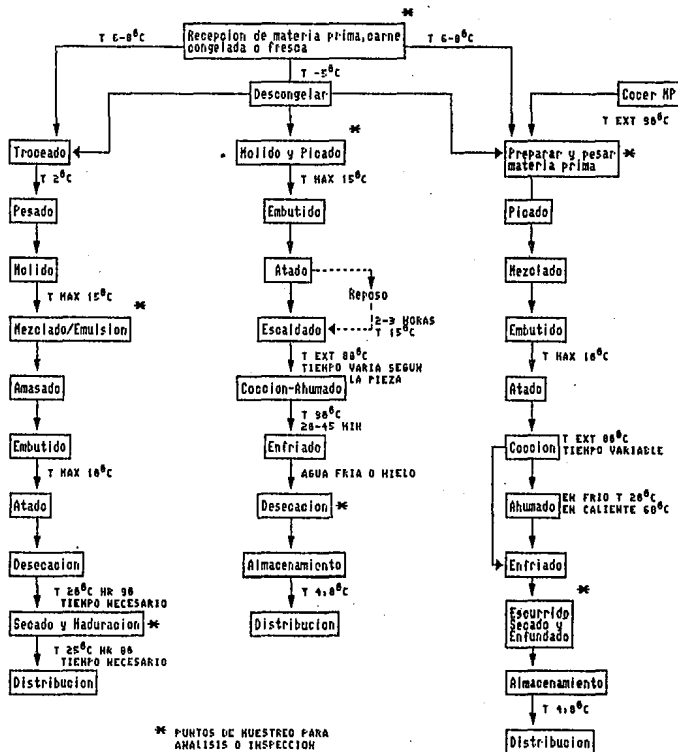 *
T 6-8°C
Recepcion de materia prima, carne
congelada o fresca
T 6-8°C
T -5°C
Descongelar
Cocer MP
T EXT 90°C
Troceado
T 2°C
Pesado
Molido
T MAX 15°C
*
Mezclado/Emulsion
Amasado
Embutido
T MAX 10°C
Atado
Desecacion
T 20°C HR 90
TIEMPO NECESARIO
Secado y Maduracion *
T 25°C HR 80
TIEMPO NECESARIO
Distribucion
*
Molido y Picado
T MAX 15°C
Embutido
Atado
Reposo
2-3 HORAS
T 15°C
Escaldado
T EXT 80°C
TIEMPO VARIA SEGUN
LA PIEZA
Coccion-Ahumado
T 90°C
20-45 MIN
Enfriado
AGUA FRIA O HIELO
Desecacion *
Almacenamiento
T 4,8°C
Distribucion
Preparar y pesar
materia prima *
Picado
Mezclado
Embutido
T MAX 10°C
Atado
Coccion
T EXT 80°C
TIEMPO VARIABLE
Ahumado
EN FRIO T 20°C
EN CALIENTE 60°C
Enfriado
*
Escurrido
Secado y
Enfundado
Almacenamiento
T 4,8°C
Distribucion
* PUNTOS DE MUESTREO PARA
ANALISIS O INSPECCION